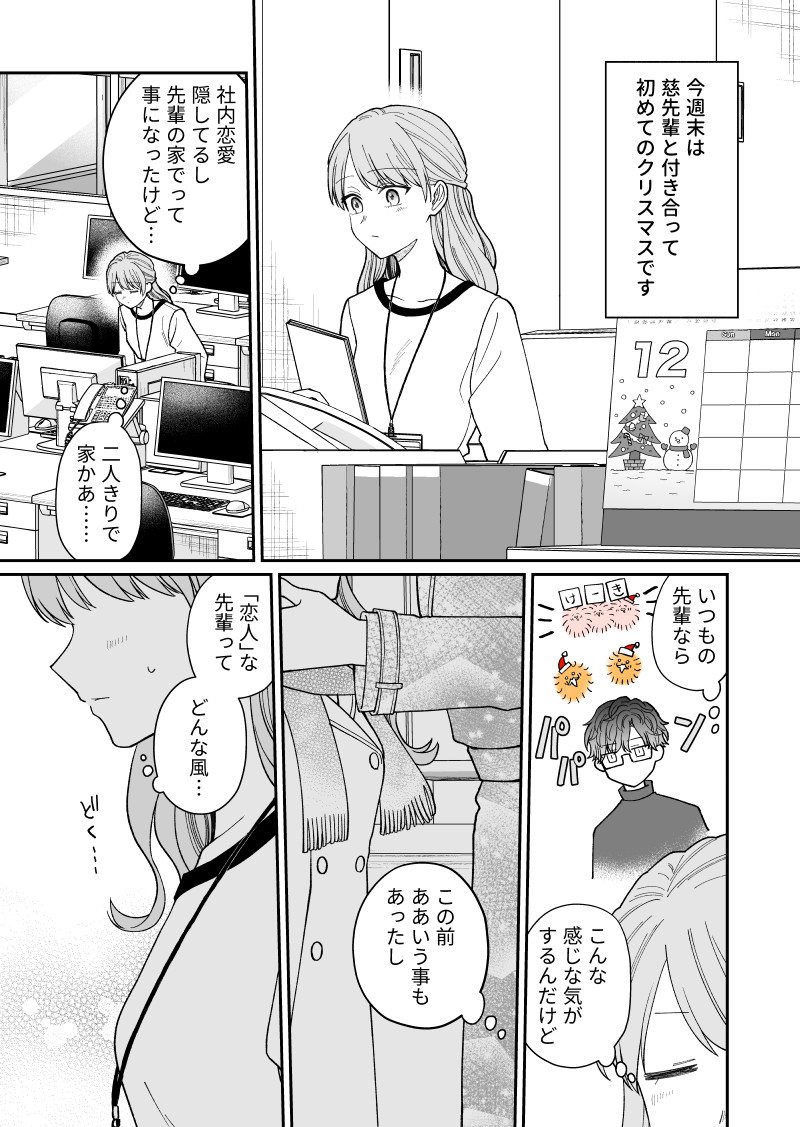 今週末は
慈先輩と付き合って
初めてのクリスマスです
12
Sun
Mon
社内恋愛
隠してるし
先輩の家でって
事になったけど…
二人きりで
家かあ……
いつもの
先輩なら
けーき
パパパン
こんな
感じな気が
するんだけど
この前
ああいう事も
あったし
「恋人」な
先輩って
どんな風…
どく…